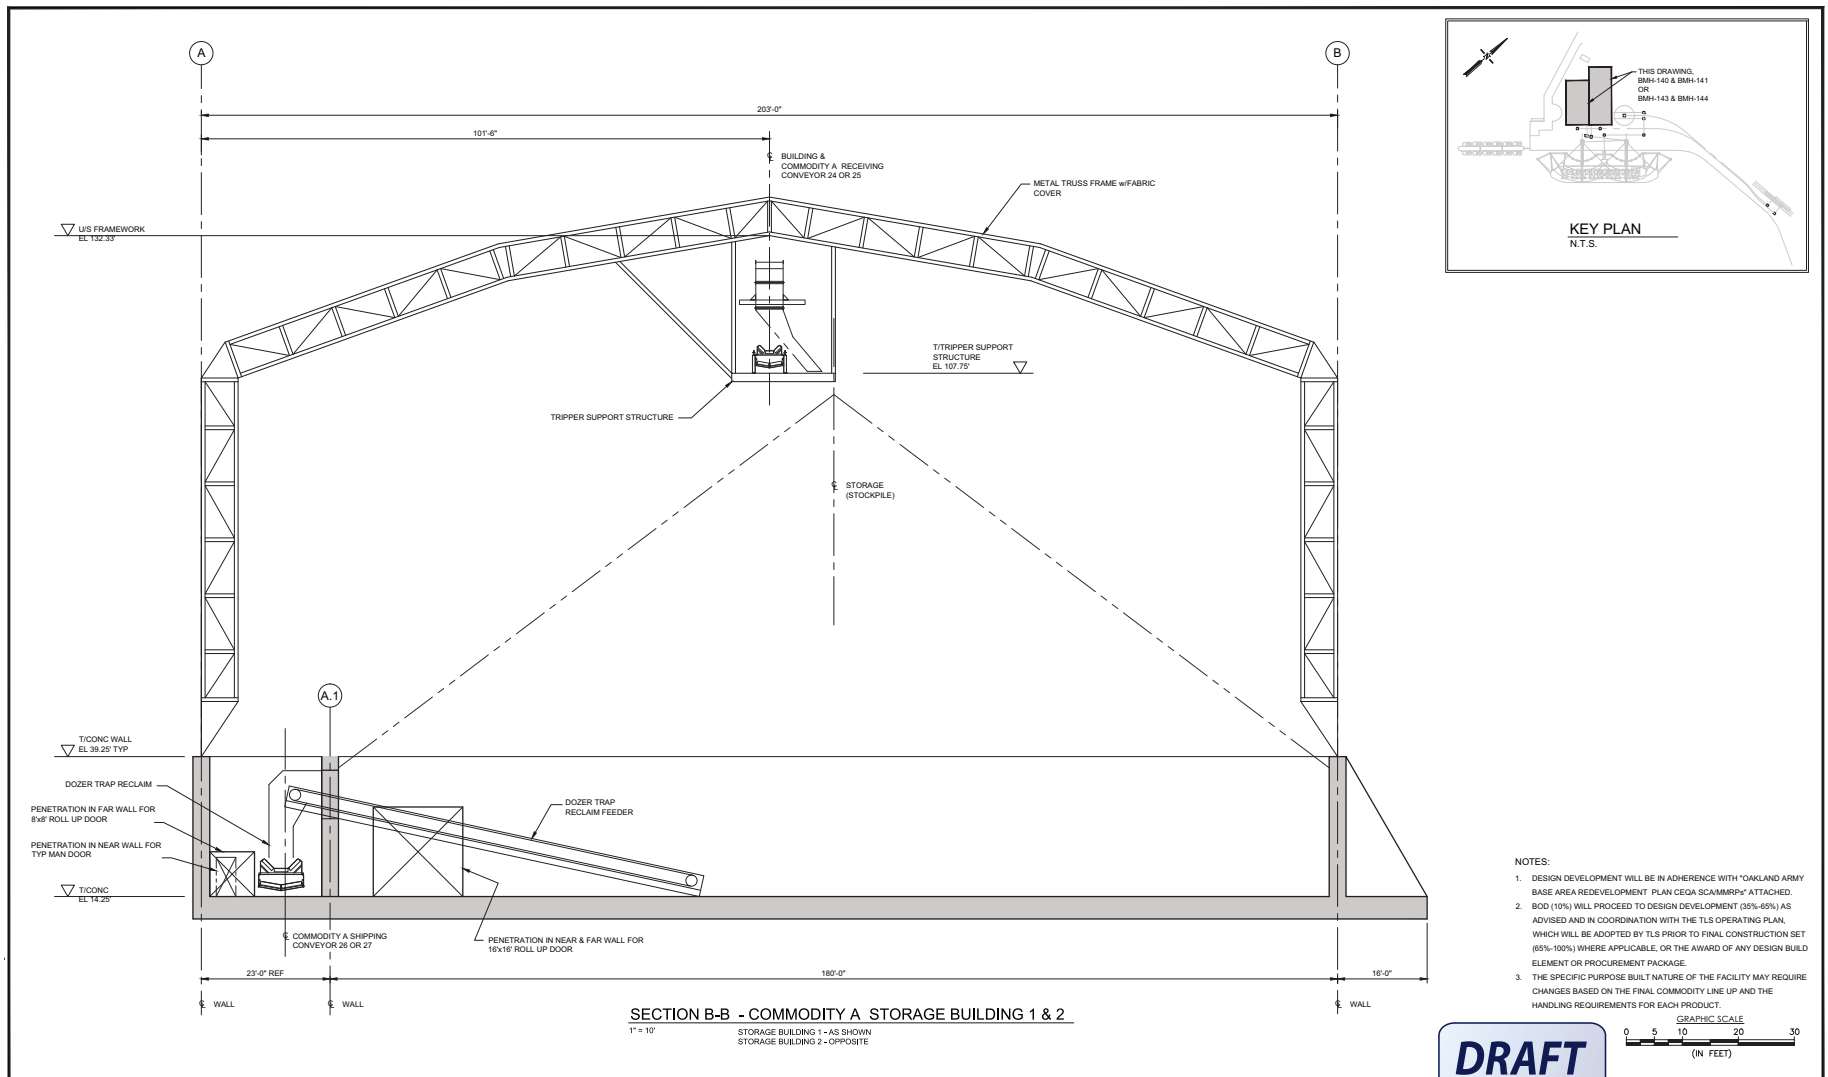 A
B
203'-0"
101'-6"
℄ BUILDING &
COMMODITY A RECEIVING
CONVEYOR 24 OR 25
METAL TRUSS FRAME w/FABRIC
COVER
U/S FRAMEWORK
EL 132.33'
T/TRIPPER SUPPORT
STRUCTURE
EL 107.75'
TRIPPER SUPPORT STRUCTURE
℄ STORAGE
(STOCKPILE)
A.1
T/CONC WALL
EL 39.25' TYP
DOZER TRAP RECLAIM
PENETRATION IN FAR WALL FOR
8'x8' ROLL UP DOOR
PENETRATION IN NEAR WALL FOR
TYP MAN DOOR
T/CONC
EL 14.25'
DOZER TRAP
RECLAIM FEEDER
℄ COMMODITY A SHIPPING
CONVEYOR 26 OR 27
PENETRATION IN NEAR & FAR WALL FOR
16'x16' ROLL UP DOOR
23'-0" REF
180'-0"
16'-0"
℄ WALL
℄ WALL
℄ WALL
SECTION B-B - COMMODITY A STORAGE BUILDING 1 & 2
1" = 10'
STORAGE BUILDING 1 - AS SHOWN
STORAGE BUILDING 2 - OPPOSITE
THIS DRAWING,
BMH-140 & BMH-141
OR
BMH-143 & BMH-144
KEY PLAN
N.T.S.
NOTES:
1. DESIGN DEVELOPMENT WILL BE IN ADHERENCE WITH "OAKLAND ARMY
BASE AREA REDEVELOPMENT PLAN CEQA SCA/MMRPs" ATTACHED.
2. BOD (10%) WILL PROCEED TO DESIGN DEVELOPMENT (35%-65%) AS
ADVISED AND IN COORDINATION WITH THE TLS OPERATING PLAN,
WHICH WILL BE ADOPTED BY TLS PRIOR TO FINAL CONSTRUCTION SET
(65%-100%) WHERE APPLICABLE, OR THE AWARD OF ANY DESIGN BUILD
ELEMENT OR PROCUREMENT PACKAGE.
3. THE SPECIFIC PURPOSE BUILT NATURE OF THE FACILITY MAY REQUIRE
CHANGES BASED ON THE FINAL COMMODITY LINE UP AND THE
HANDLING REQUIREMENTS FOR EACH PRODUCT.
GRAPHIC SCALE
0 5 10 20 30
(IN FEET)
DRAFT